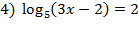 4) log₅(3x − 2) = 2